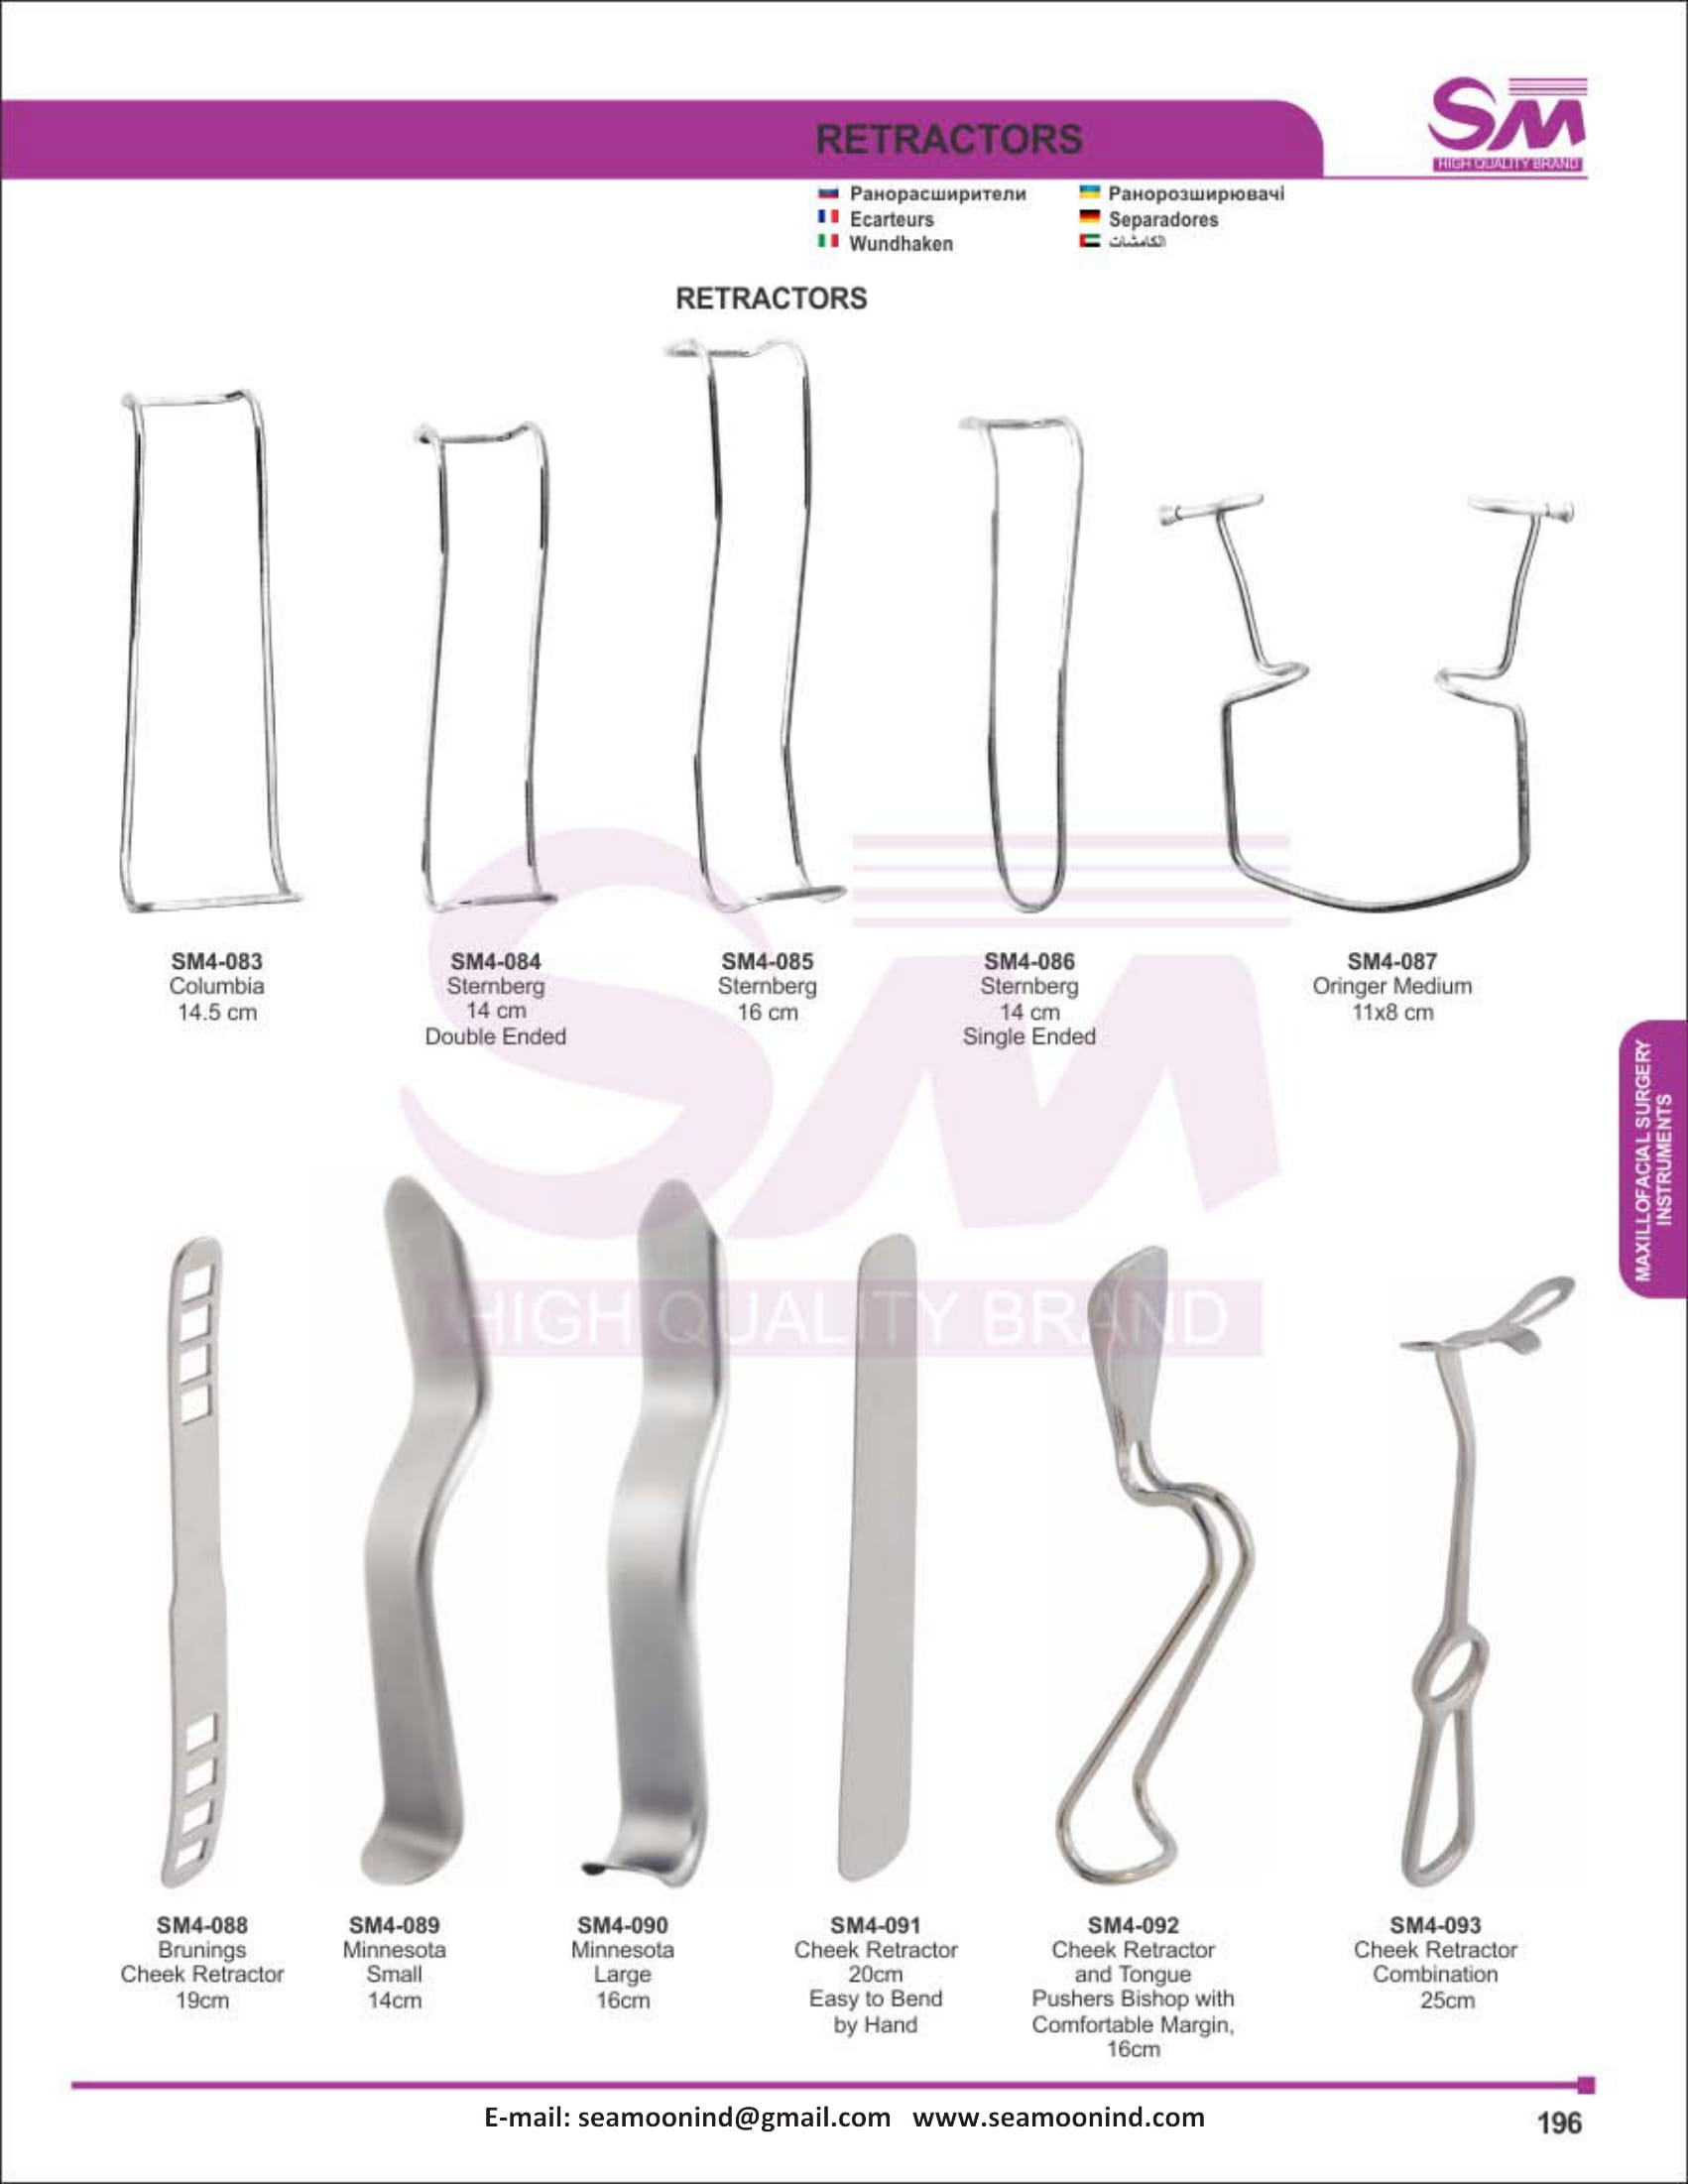 SM
HIGH QUALITY BRAND
RETRACTORS
Ранорасширители
Ранорозширювачі
Ecarteurs
Separadores
Wundhaken
الكامشات
RETRACTORS
SM4-083
Columbia
14.5 cm
SM4-084
Sternberg
14 cm
Double Ended
SM4-085
Sternberg
16 cm
SM4-086
Sternberg
14 cm
Single Ended
SM4-087
Oringer Medium
11x8 cm
MAXILLOFACIAL SURGERY
INSTRUMENTS
SM
HIGH QUALITY BRAND
SM4-088
Brunings
Cheek Retractor
19cm
SM4-089
Minnesota
Small
14cm
SM4-090
Minnesota
Large
16cm
SM4-091
Cheek Retractor
20cm
Easy to Bend
by Hand
SM4-092
Cheek Retractor
and Tongue
Pushers Bishop with
Comfortable Margin,
16cm
SM4-093
Cheek Retractor
Combination
25cm
E-mail: seamoonind@gmail.com www.seamoonind.com
196